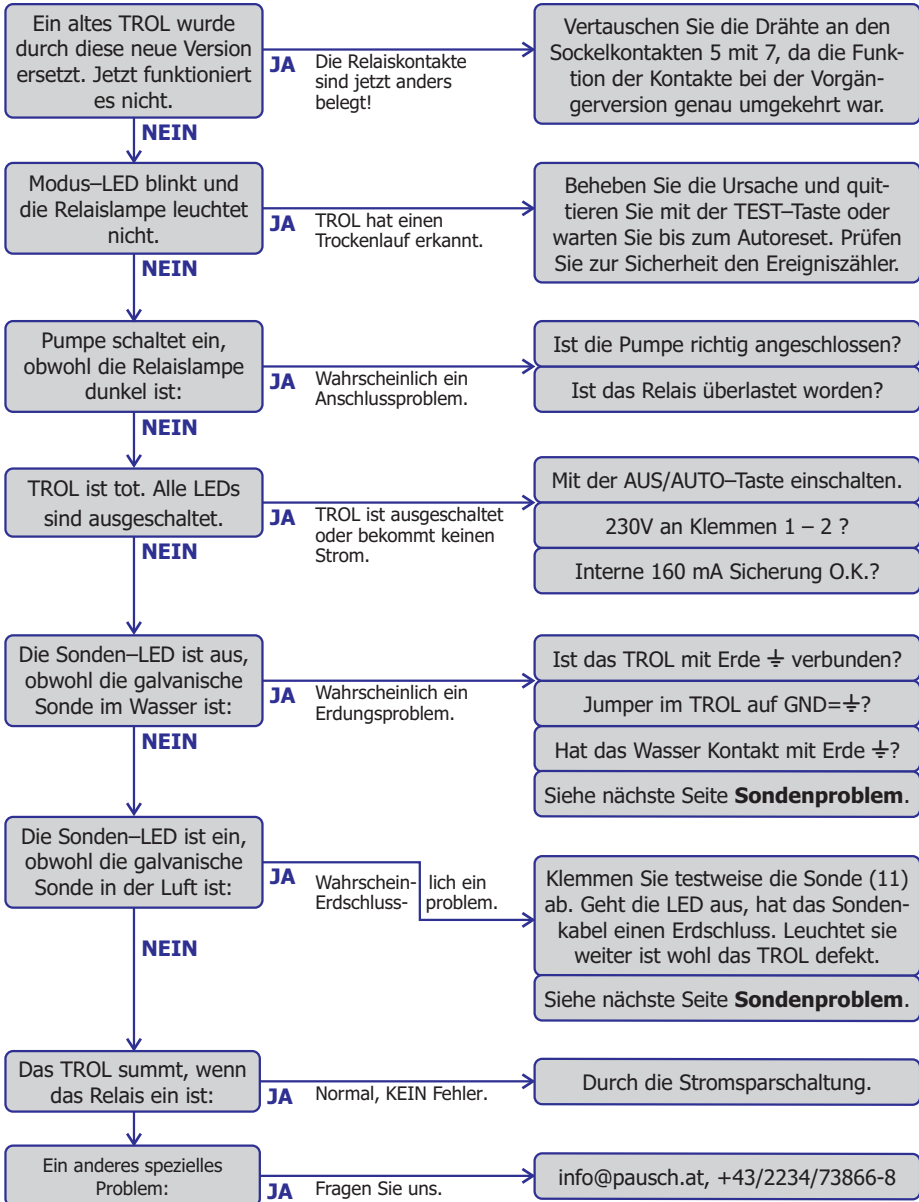 Ein altes TROL wurde
durch diese neue Version
ersetzt. Jetzt funktioniert
es nicht.
JA
Die Relaiskontakte
sind jetzt anders
belegt!
Vertauschen Sie die Drähte an den
Sockelkontakten 5 mit 7, da die Funk-
tion der Kontakte bei der Vorgän-
gerversion genau umgekehrt war.
NEIN
Modus–LED blinkt und
die Relaislampe leuchtet
nicht.
JA
TROL hat einen
Trockenlauf erkannt.
Beheben Sie die Ursache und quit-
tieren Sie mit der TEST–Taste oder
warten Sie bis zum Autoreset. Prüfen
Sie zur Sicherheit den Ereigniszähler.
NEIN
Pumpe schaltet ein,
obwohl die Relaislampe
dunkel ist:
JA
Wahrscheinlich ein
Anschlussproblem.
Ist die Pumpe richtig angeschlossen?
Ist das Relais überlastet worden?
NEIN
TROL ist tot. Alle LEDs
sind ausgeschaltet.
JA
TROL ist ausgeschaltet
oder bekommt keinen
Strom.
Mit der AUS/AUTO–Taste einschalten.
230V an Klemmen 1 – 2 ?
Interne 160 mA Sicherung O.K.?
NEIN
Die Sonden–LED ist aus,
obwohl die galvanische
Sonde im Wasser ist:
JA
Wahrscheinlich ein
Erdungsproblem.
Ist das TROL mit Erde ⏚ verbunden?
Jumper im TROL auf GND=⏚?
Hat das Wasser Kontakt mit Erde ⏚?
Siehe nächste Seite Sondenproblem.
NEIN
Die Sonden–LED ist ein,
obwohl die galvanische
Sonde in der Luft ist:
JA
Wahrschein- lich ein
Erdschluss- problem.
Klemmen Sie testweise die Sonde (11)
ab. Geht die LED aus, hat das Sonden-
kabel einen Erdschluss. Leuchtet sie
weiter ist wohl das TROL defekt.
Siehe nächste Seite Sondenproblem.
NEIN
Das TROL summt, wenn
das Relais ein ist:
JA
Normal, KEIN Fehler.
Durch die Stromsparschaltung.
Ein anderes spezielles
Problem:
JA
Fragen Sie uns.
info@pausch.at, +43/2234/73866-8